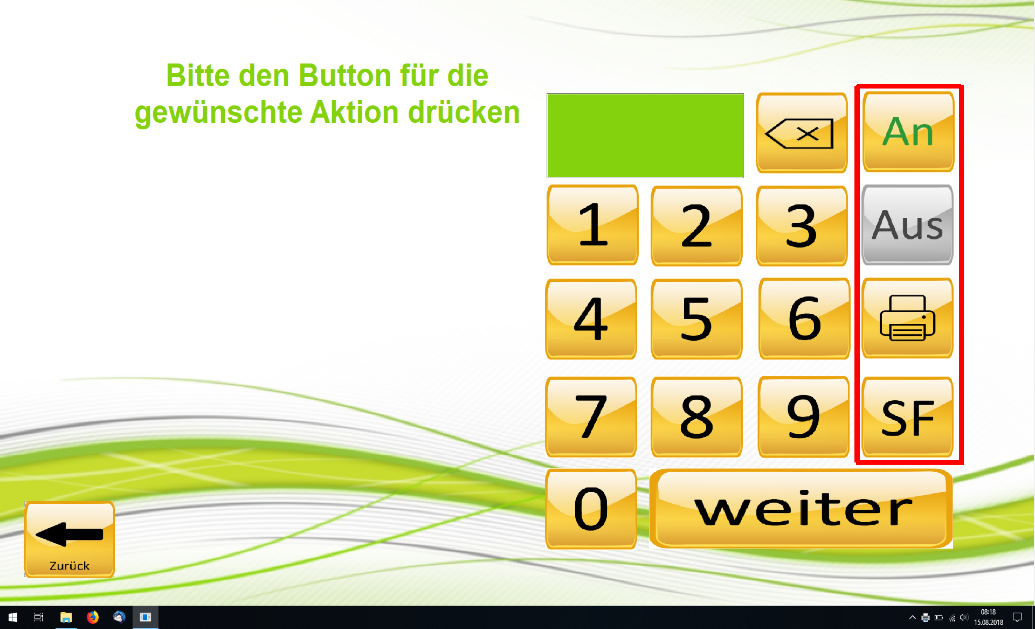 Bitte den Button für die
gewünschte Aktion drücken
An
1 2 3 Aus
4 5 6
7 8 9 SF
0 weiter
Zurück
08:18
15.08.2018